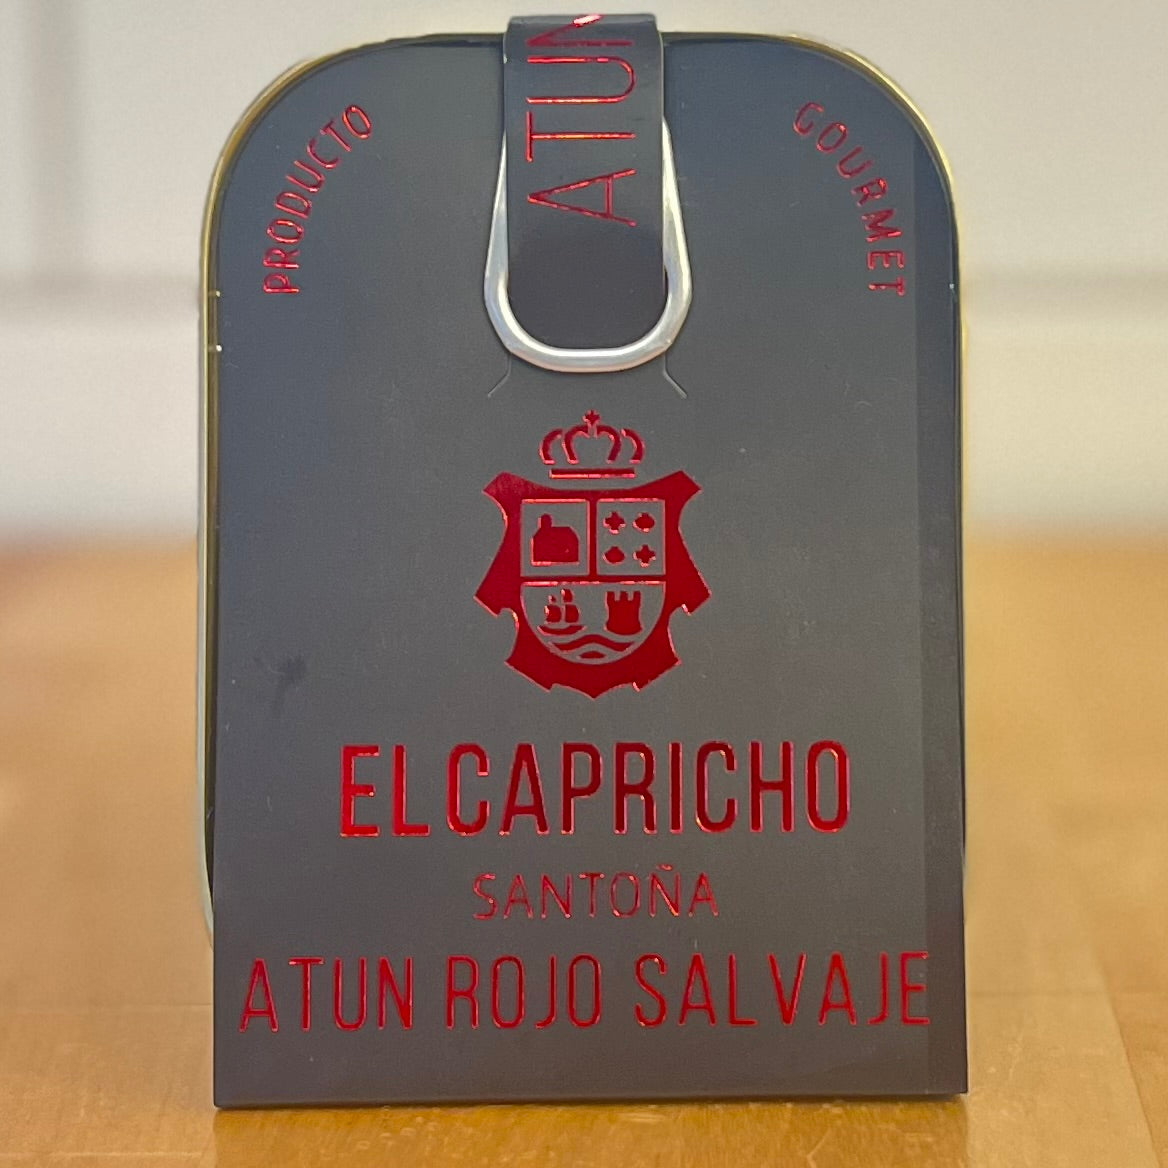 ATUN
PRODUCTO
GOURMET
EL CAPRICHO
SANTOÑA
ATUN ROJO SALVAJE